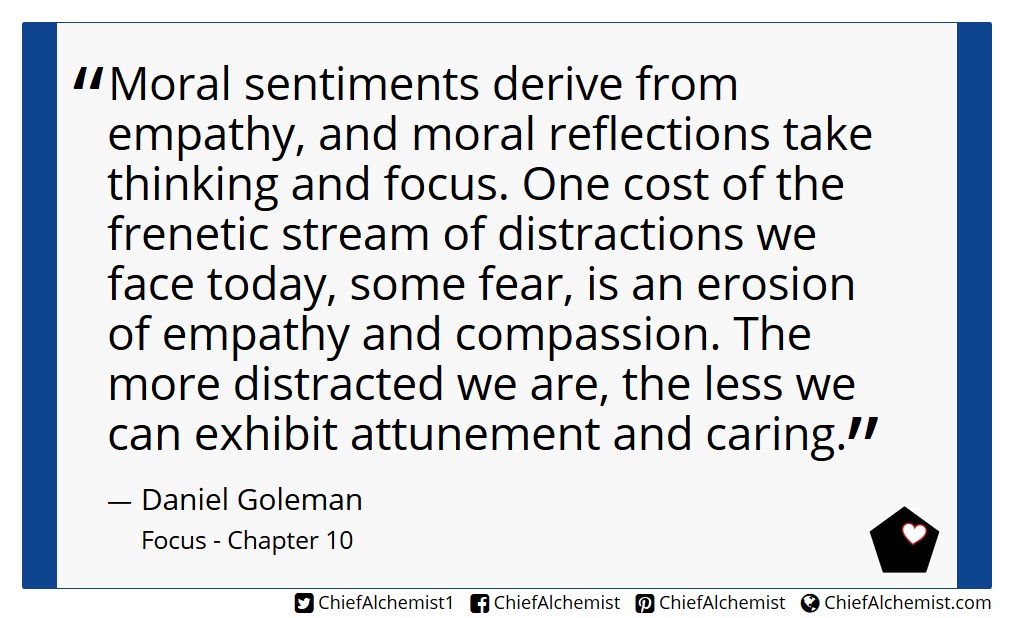 “Moral sentiments derive from
empathy, and moral reflections take
thinking and focus. One cost of the
frenetic stream of distractions we
face today, some fear, is an erosion
of empathy and compassion. The
more distracted we are, the less we
can exhibit attunement and caring.”
— Daniel Goleman
Focus - Chapter 10
ChiefAlchemist1 ChiefAlchemist ChiefAlchemist ChiefAlchemist.com